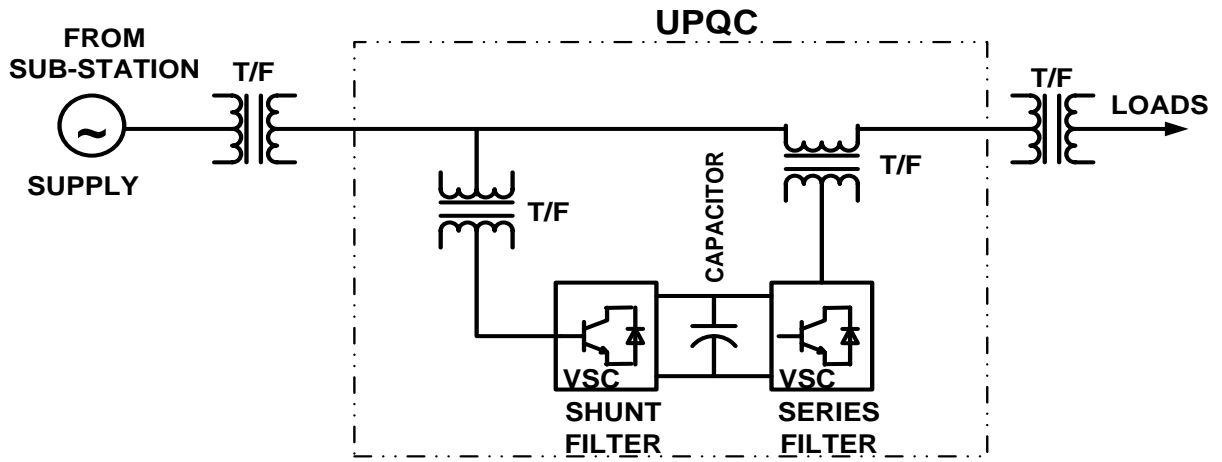 UPQC
FROM
SUB-STATION
T/F
T/F
LOADS
~
SUPPLY
T/F
T/F
CAPACITOR
VSC
VSC
SHUNT
FILTER
SERIES
FILTER